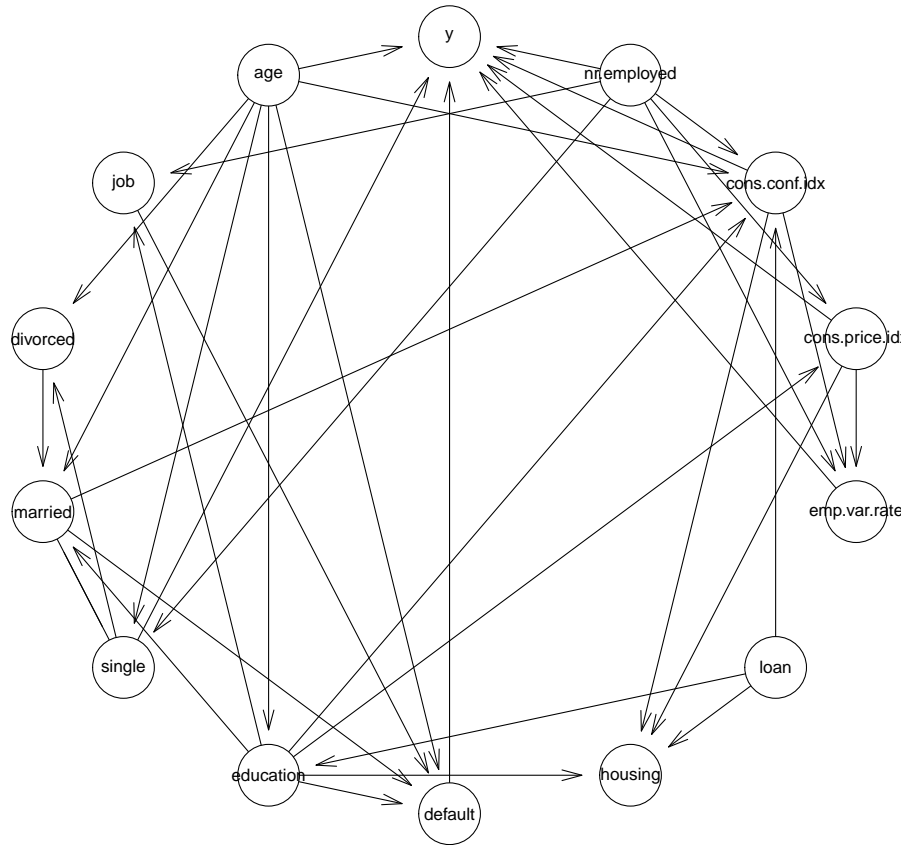 y
age
nr.employed
job
cons.conf.idx
divorced
cons.price.idx
married
emp.var.rate
single
loan
education
housing
default